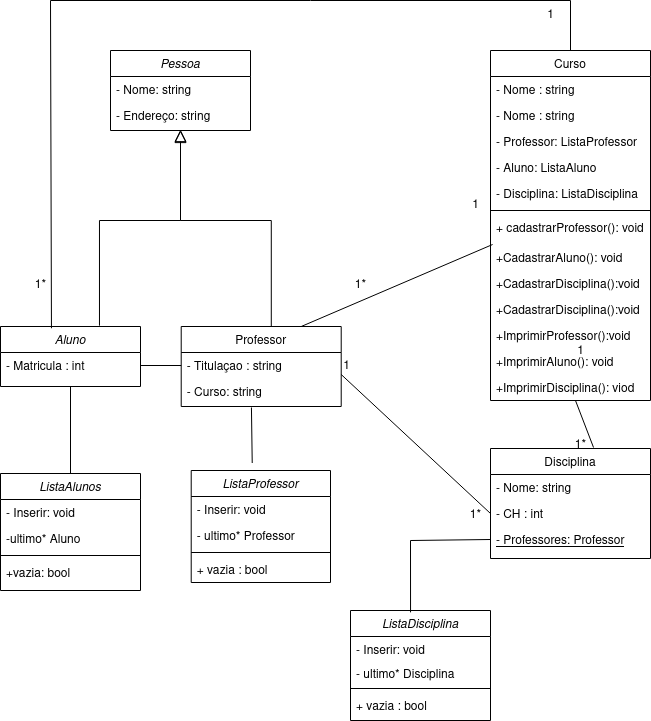 1
Pessoa
- Nome: string
- Endereço: string
Curso
- Nome : string
- Nome : string
- Professor: ListaProfessor
- Aluno: ListaAluno
- Disciplina: ListaDisciplina
+ cadastrarProfessor(): void
+CadastrarAluno(): void
+CadastrarDisciplina():void
+CadastrarDisciplina():void
+ImprimirProfessor():void
+ImprimirAluno(): void
+ImprimirDisciplina(): viod
1
1*
1*
1
1*
Aluno
- Matricula : int
Professor
- Titulaçao : string
- Curso: string
1
1*
ListaAlunos
- Inserir: void
-ultimo* Aluno
+vazia: bool
ListaProfessor
- Inserir: void
- ultimo* Professor
+ vazia : bool
Disciplina
- Nome: string
- CH : int
- Professores: Professor
ListaDisciplina
- Inserir: void
- ultimo* Disciplina
+ vazia : bool